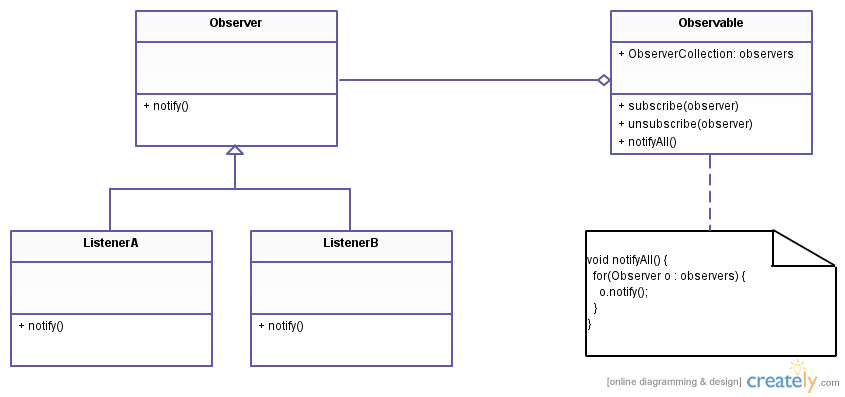 Observer
+ notify()
Observable
+ ObserverCollection: observers
+ subscribe(observer)
+ unsubscribe(observer)
+ notifyAll()
ListenerA
+ notify()
ListenerB
+ notify()
void notifyAll() {
for(Observer o : observers) {
o.notify();
}
}
[online diagramming & design] creately.com